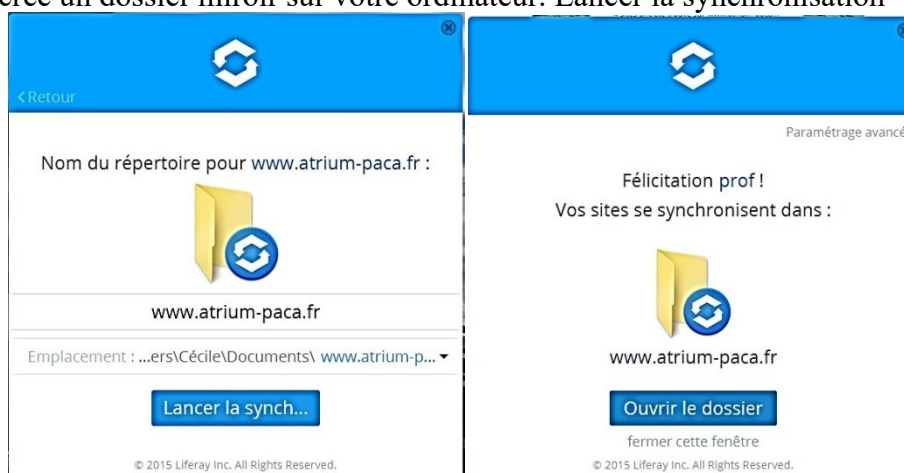 crée un dossier miroir sur votre ordinateur. Lancer la synchronisation
<Retour
Nom du répertoire pour www.atrium-paca.fr :
www.atrium-paca.fr
Emplacement : ...ers\Cécile\Documents\ www.atrium-p...
Lancer la synch...
© 2015 Liferay Inc. All Rights Reserved.
Paramétrage avancé
Félicitation prof !
Vos sites se synchronisent dans :
www.atrium-paca.fr
Ouvrir le dossier
fermer cette fenêtre
© 2015 Liferay Inc. All Rights Reserved.